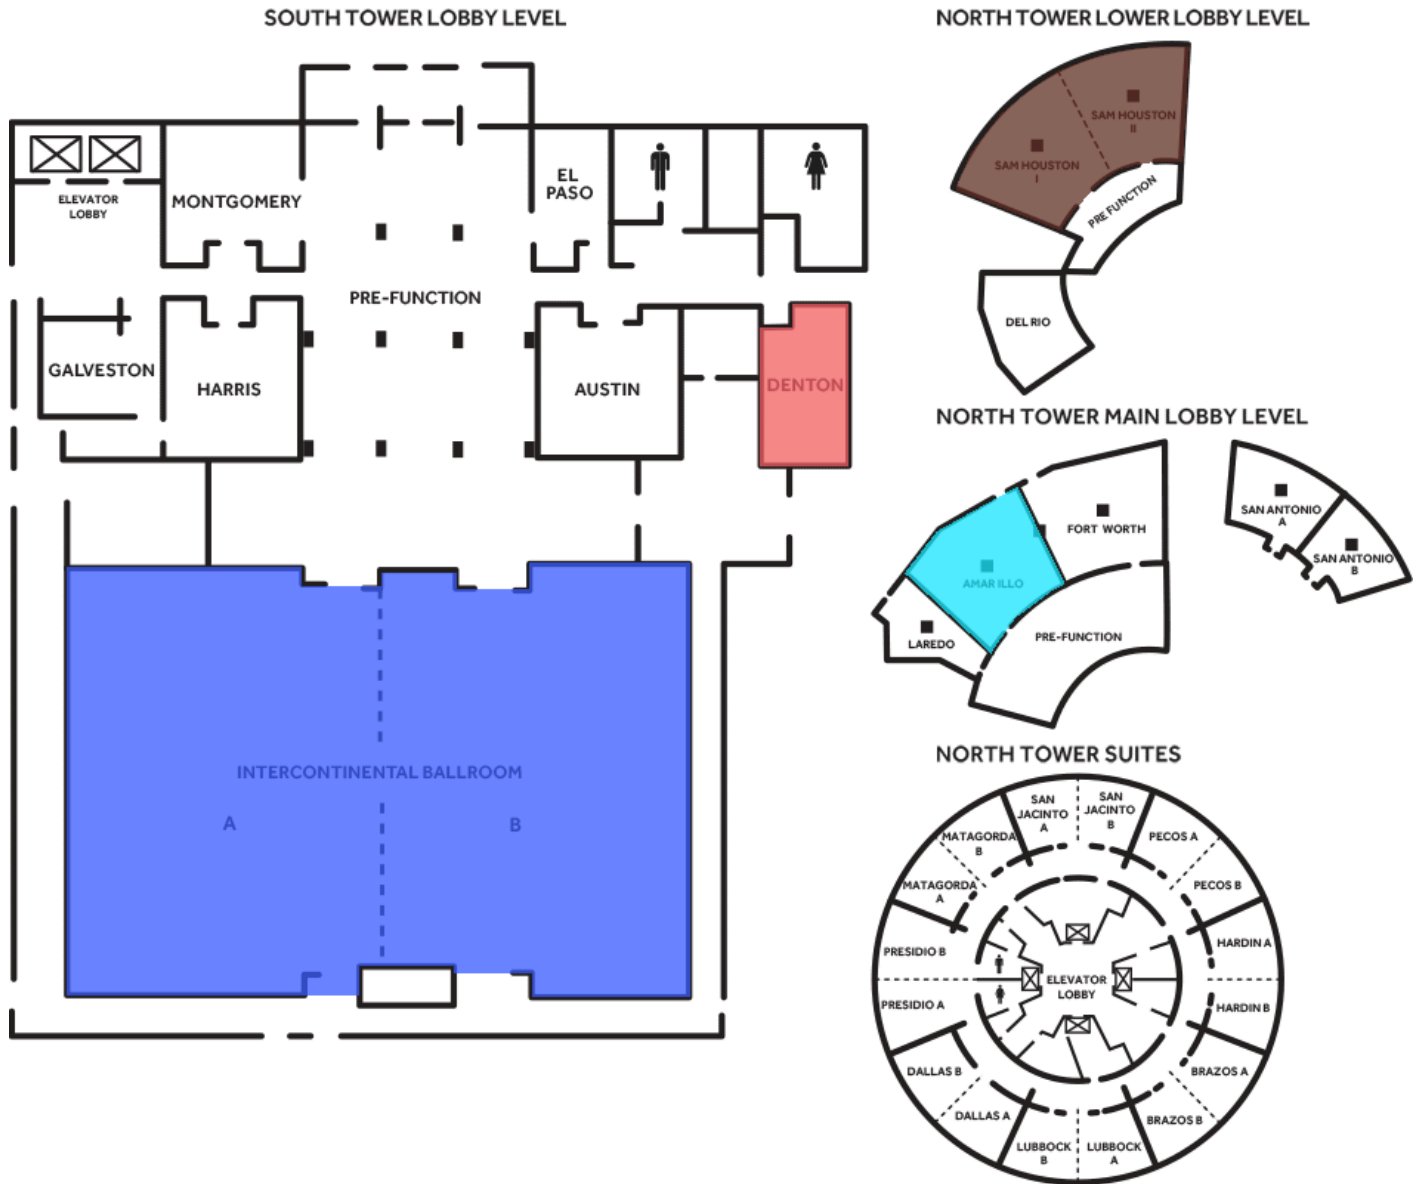 SOUTH TOWER LOBBY LEVEL
ELEVATOR
LOBBY
MONTGOMERY
EL
PASO
PRE-FUNCTION
GALVESTON
HARRIS
AUSTIN
DENTON
INTERCONTINENTAL BALLROOM
A
B
NORTH TOWER LOWER LOBBY LEVEL
SAM HOUSTON
II
SAM HOUSTON
I
PRE FUNCTION
DEL RIO
NORTH TOWER MAIN LOBBY LEVEL
FORT WORTH
AMAR ILLO
LAREDO
PRE-FUNCTION
SAN ANTONIO
A
SAN ANTONIO
B
NORTH TOWER SUITES
SAN
JACINTO
A
SAN
JACINTO
B
MATAGORDA
B
PECOS A
MATAGORDA
A
PECOS B
PRESIDIO B
HARDIN A
ELEVATOR
LOBBY
PRESIDIO A
HARDIN B
DALLAS B
BRAZOS A
DALLAS A
BRAZOS B
LUBBOCK
B
LUBBOCK
A